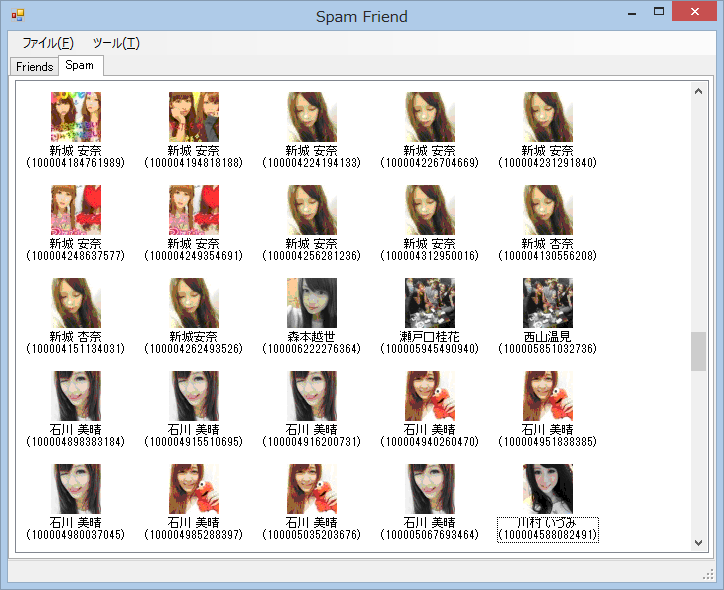 Spam Friend
ファイル(F) ツール(T)
Friends Spam
新城 安奈 新城 安奈 新城 安奈 新城 安奈 新城 安奈
(100004184761989) (100004194818188) (100004224194133) (100004226704669) (100004231291840)
新城 安奈 新城 安奈 新城 安奈 新城 安奈 新城 杏奈
(100004248637577) (100004249354691) (100004256281236) (100004312950016) (100004130556208)
新城 杏奈 新城安奈 森本越世 瀬戸口桂花 西山温見
(100004151134031) (100004262493526) (100006222276364) (100005945490940) (100005851032736)
石川 美晴 石川 美晴 石川 美晴 石川 美晴 石川 美晴
(100004898383184) (100004915510695) (100004916200731) (100004940260470) (100004951838385)
石川 美晴 石川 美晴 石川 美晴 石川 美晴 川村 いづみ
(100004980037045) (100004985288397) (100005035203676) (100005067693464) (100004588082491)